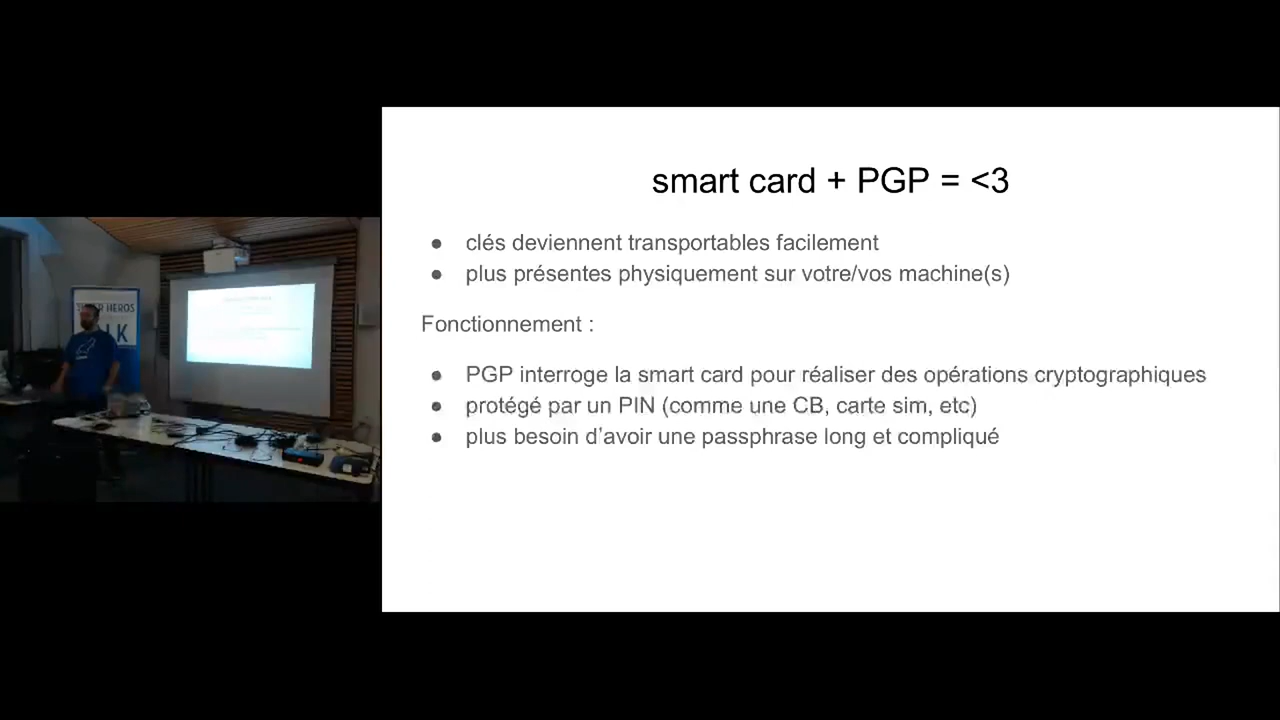 smart card + PGP = <3
● clés deviennent transportables facilement
● plus présentes physiquement sur votre/vos machine(s)
Fonctionnement :
● PGP interroge la smart card pour réaliser des opérations cryptographiques
● protégé par un PIN (comme une CB, carte sim, etc)
● plus besoin d’avoir une passphrase long et compliqué
HEROS